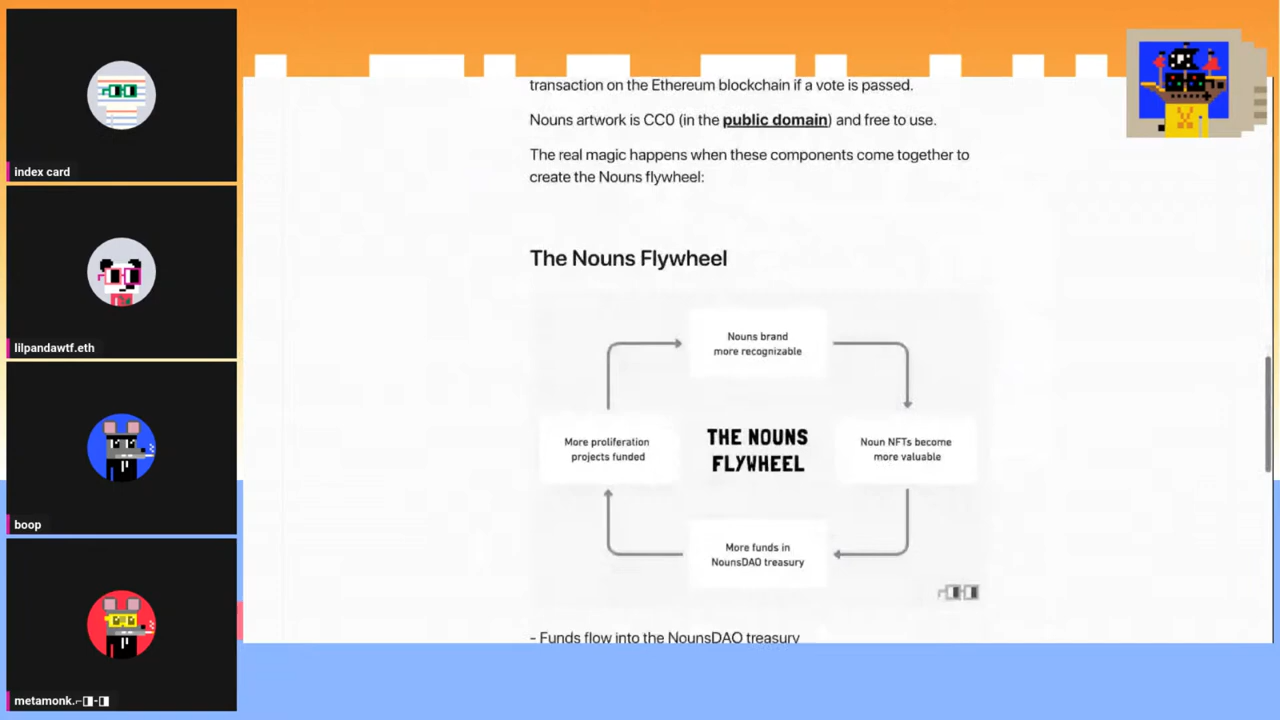 index card
lilpandawtf.eth
boop
metamonk.⌐◨-◨
transaction on the Ethereum blockchain if a vote is passed.
Nouns artwork is CC0 (in the public domain) and free to use.
The real magic happens when these components come together to
create the Nouns flywheel:
The Nouns Flywheel
Nouns brand
more recognizable
More proliferation
projects funded
THE NOUNS
FLYWHEEL
Noun NFTs become
more valuable
More funds in
NounsDAO treasury
- Funds flow into the NounsDAO treasury